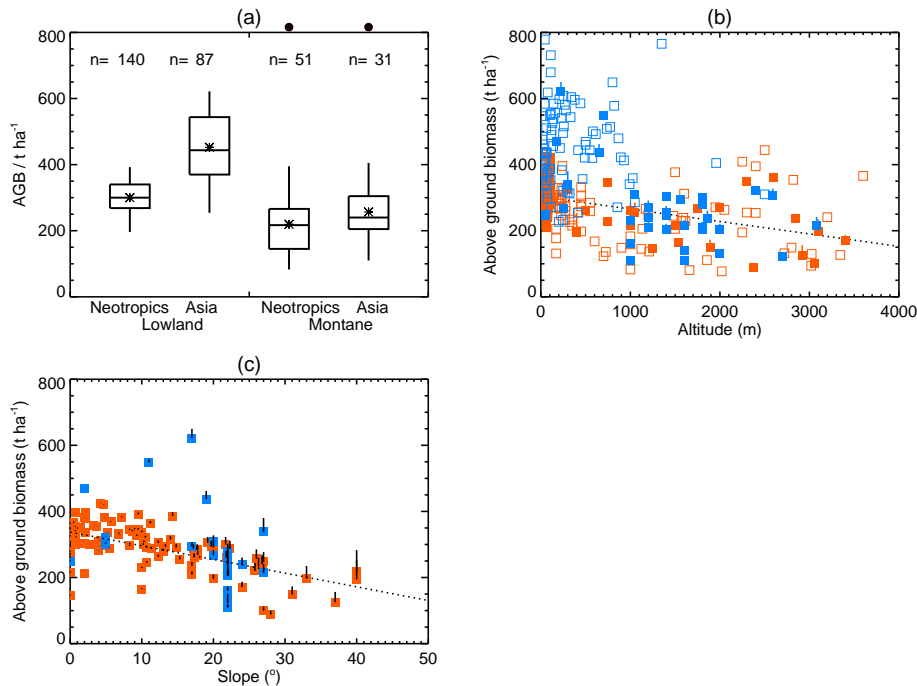 (a)
800
n= 140 n= 87 n= 51 n= 31
600
400
200
0
AGB / t ha-1
Neotropics Asia Neotropics Asia
Lowland Montane
(b)
800
600
400
200
0
Above ground biomass (t ha-1)
0 1000 2000 3000 4000
Altitude (m)
(c)
800
600
400
200
0
Above ground biomass (t ha-1)
0 10 20 30 40 50
Slope (o)